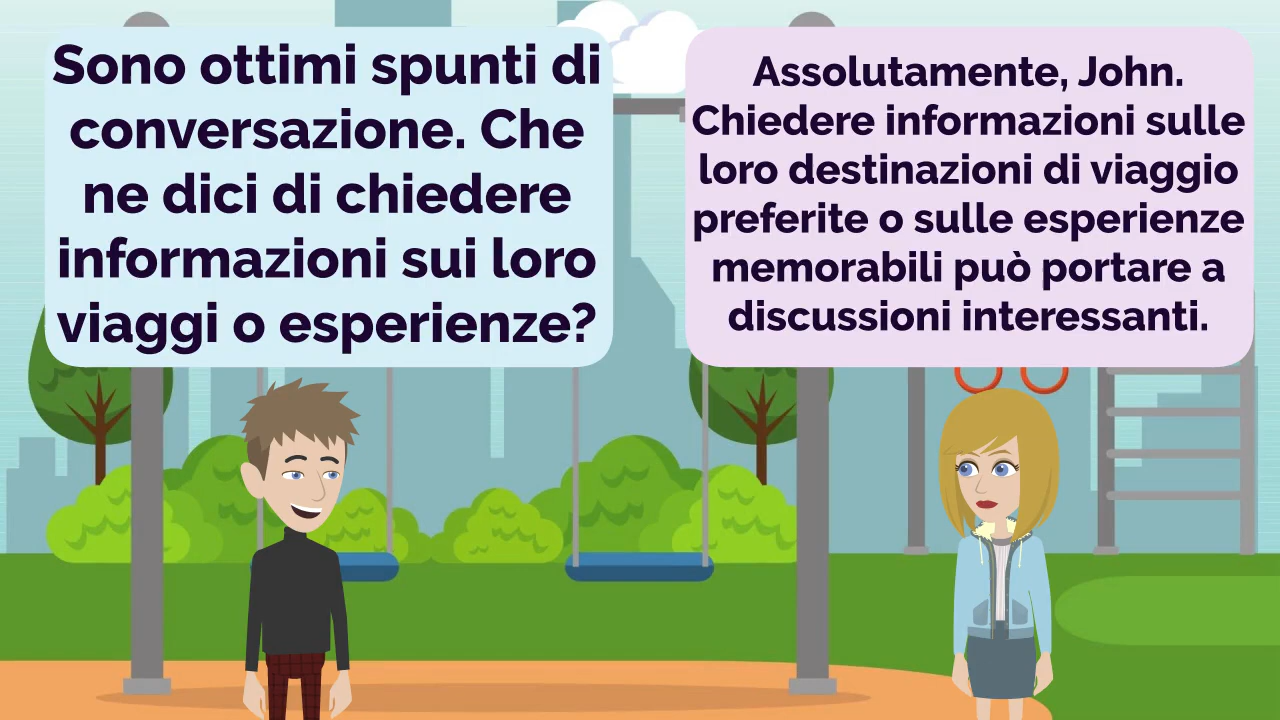 Sono ottimi spunti di
conversazione. Che
ne dici di chiedere
informazioni sui loro
viaggi o esperienze?
Assolutamente, John.
Chiedere informazioni sulle
loro destinazioni di viaggio
preferite o sulle esperienze
memorabili può portare a
discussioni interessanti.